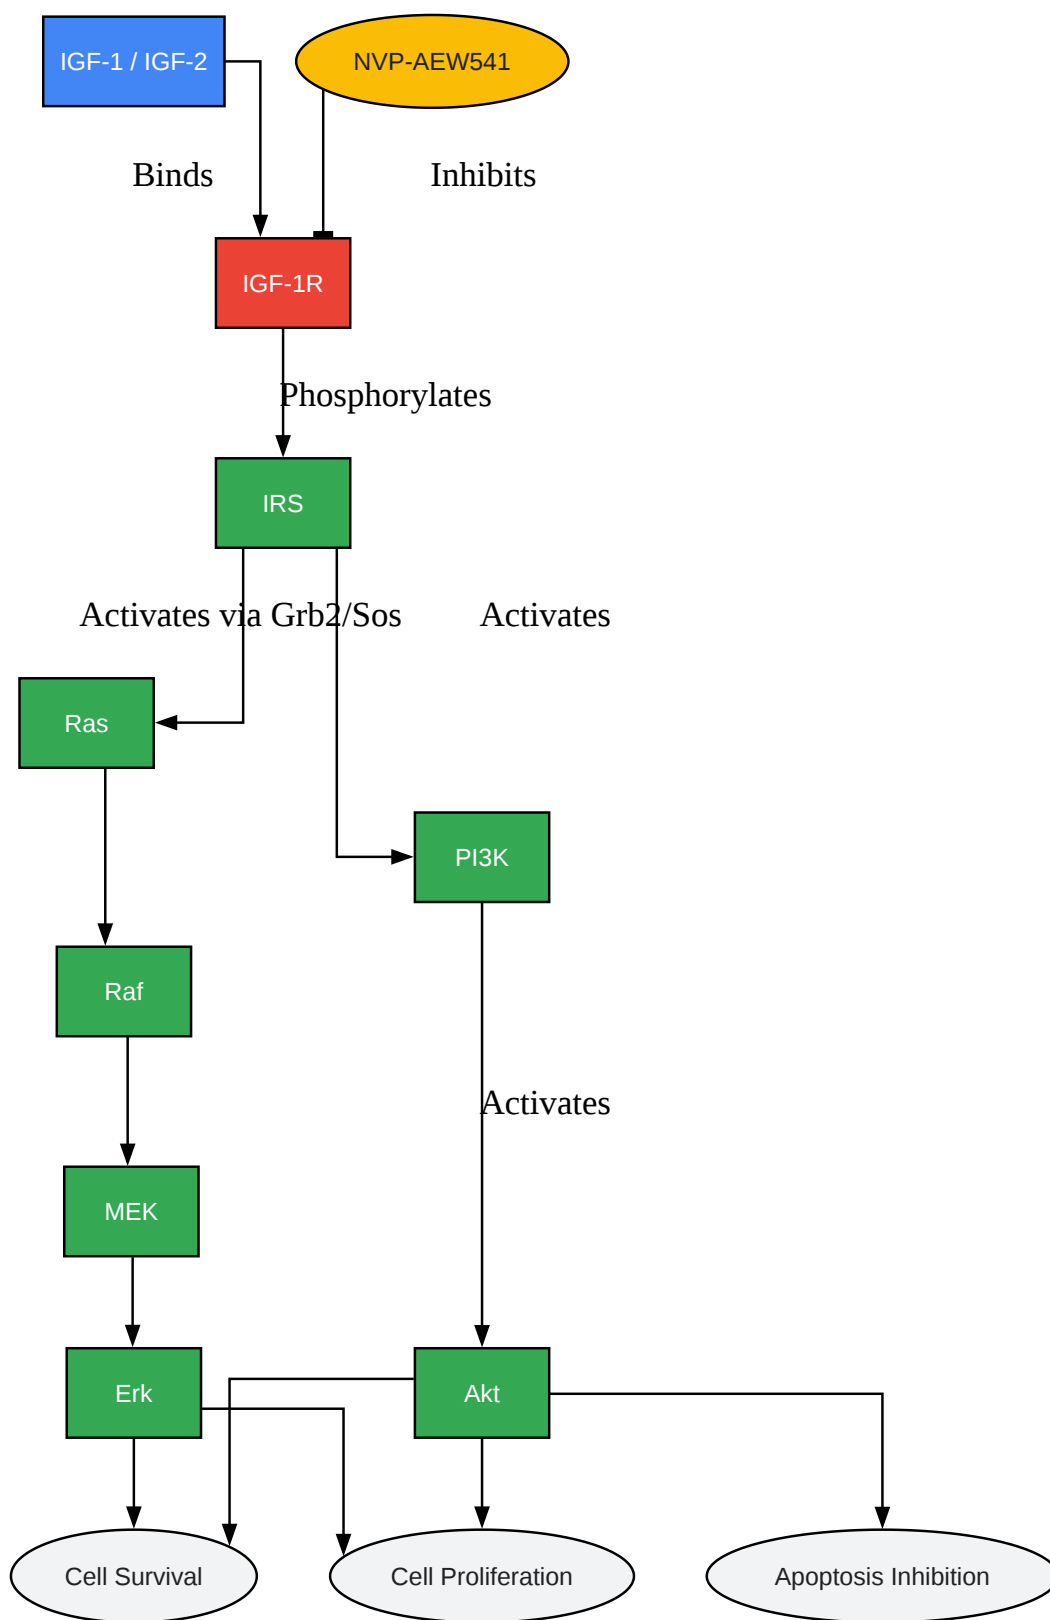 IGF-1 / IGF-2
NVP-AEW541
Binds
Inhibits
IGF-1R
Phosphorylates
IRS
Activates via Grb2/Sos
Activates
Ras
PI3K
Raf
Activates
MEK
Erk
Akt
Cell Survival
Cell Proliferation
Apoptosis Inhibition